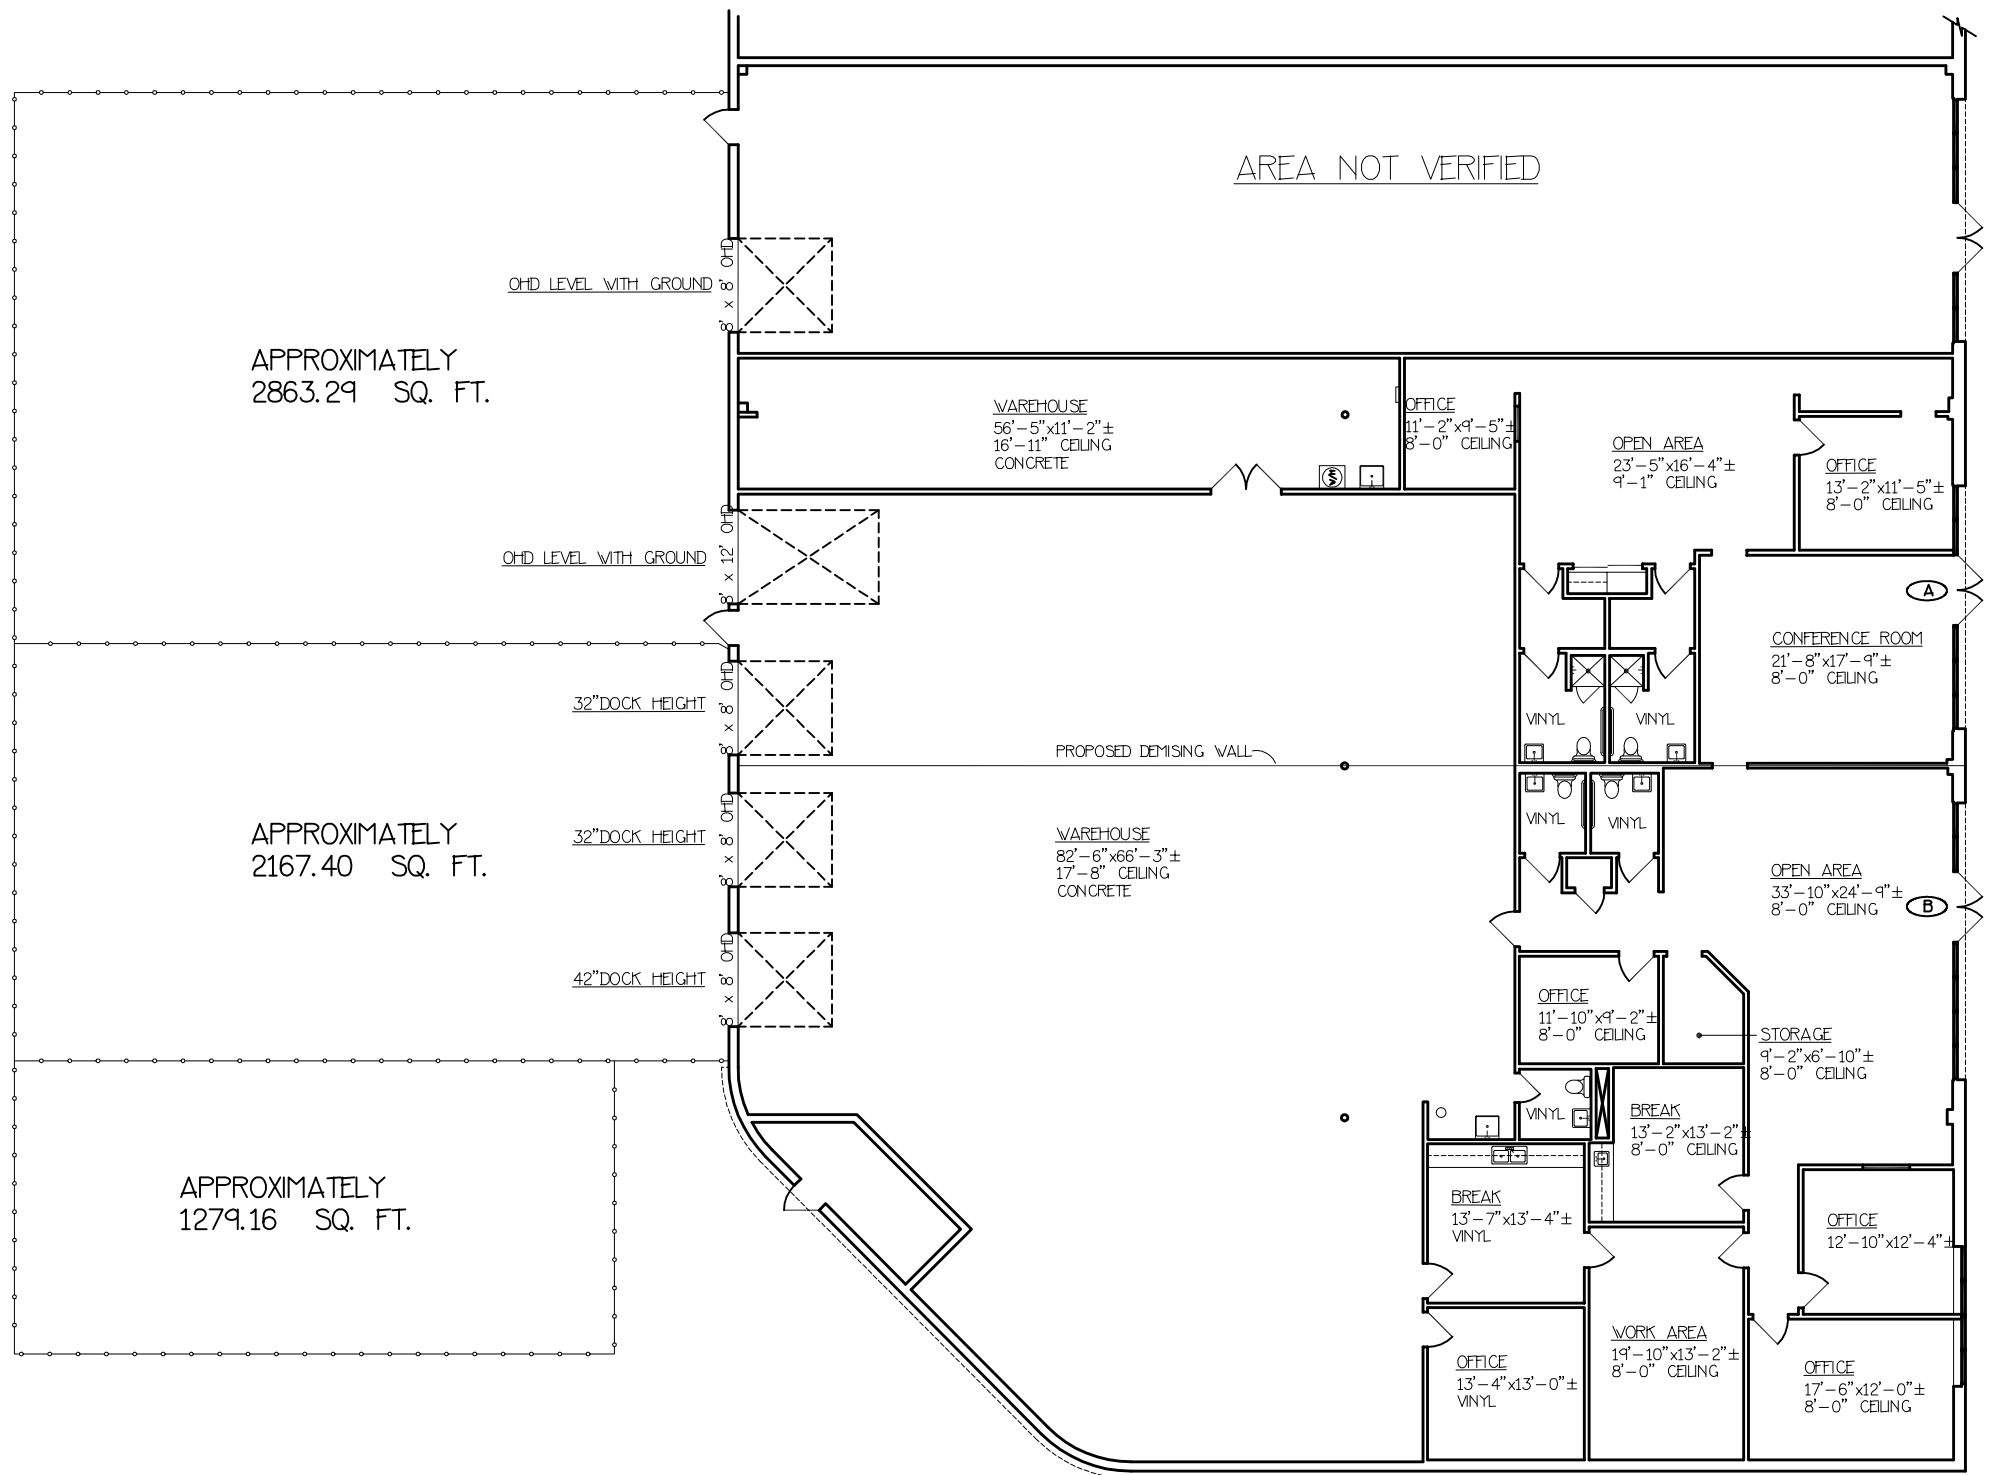 AREA NOT VERIFIED
8' x 8' OHD
OHD LEVEL WITH GROUND
APPROXIMATELY
2863.29 SQ. FT.
WAREHOUSE
56'-5"x11'-2"±
16'-11" CEILING
CONCRETE
OFFICE
11'-2"x9'-5"±
8'-0" CEILING
OPEN AREA
23'-5"x16'-4"±
9'-1" CEILING
OFFICE
13'-2"x11'-5"±
8'-0" CEILING
WH
8' x 12' OHD
OHD LEVEL WITH GROUND
A
CONFERENCE ROOM
21'-8"x17'-9"±
8'-0" CEILING
32"DOCK HEIGHT
8' x 8' OHD
VINYL
VINYL
PROPOSED DEMISING WALL
APPROXIMATELY
2167.40 SQ. FT.
32"DOCK HEIGHT
8' x 8' OHD
WAREHOUSE
82'-6"x66'-3"±
17'-8" CEILING
CONCRETE
VINYL
VINYL
OPEN AREA
33'-10"x24'-9"±
8'-0" CEILING
B
42"DOCK HEIGHT
8' x 8' OHD
OFFICE
11'-10"x9'-2"±
8'-0" CEILING
STORAGE
9'-2"x6'-10"±
8'-0" CEILING
VINYL
BREAK
13'-2"x13'-2"±
8'-0" CEILING
APPROXIMATELY
1279.16 SQ. FT.
BREAK
13'-7"x13'-4"±
VINYL
OFFICE
12'-10"x12'-4"±
OFFICE
13'-4"x13'-0"±
VINYL
WORK AREA
19'-10"x13'-2"±
8'-0" CEILING
OFFICE
17'-6"x12'-0"±
8'-0" CEILING